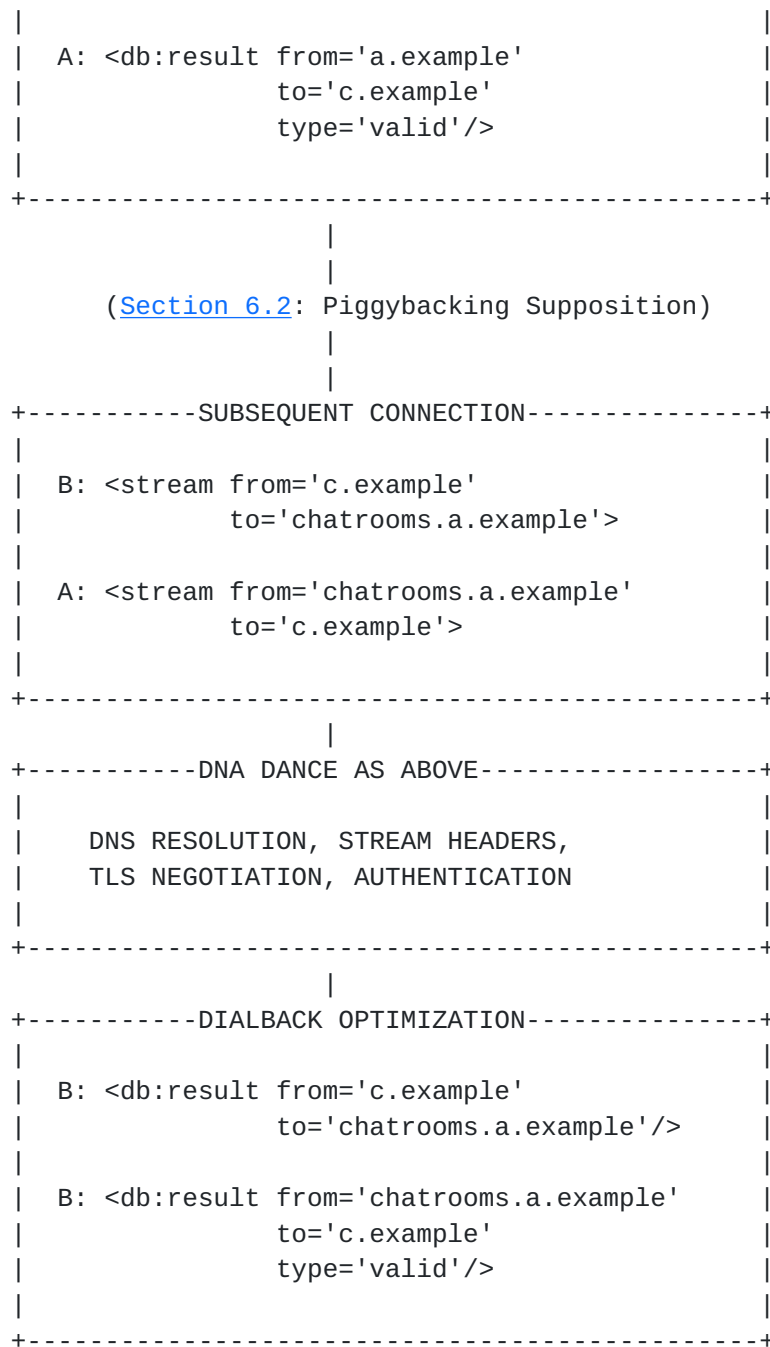 |                                               |
|  A: <db:result from='a.example'               |
|                to='c.example'                 |
|                type='valid'/>                 |
|                                               |
+-----------------------------------------------+
                    |
                    |
      (Section 6.2: Piggybacking Supposition)
                    |
                    |
+-----------SUBSEQUENT CONNECTION---------------+
|                                               |
|  B: <stream from='c.example'                  |
|             to='chatrooms.a.example'>         |
|                                               |
|  A: <stream from='chatrooms.a.example'        |
|             to='c.example'>                   |
|                                               |
+-----------------------------------------------+
                    |
+-----------DNA DANCE AS ABOVE------------------+
|                                               |
|    DNS RESOLUTION, STREAM HEADERS,            |
|    TLS NEGOTIATION, AUTHENTICATION            |
|                                               |
+-----------------------------------------------+
                    |
+-----------DIALBACK OPTIMIZATION---------------+
|                                               |
|  B: <db:result from='c.example'               |
|                to='chatrooms.a.example'/>     |
|                                               |
|  B: <db:result from='chatrooms.a.example'     |
|                to='c.example'                 |
|                type='valid'/>                 |
|                                               |
+-----------------------------------------------+